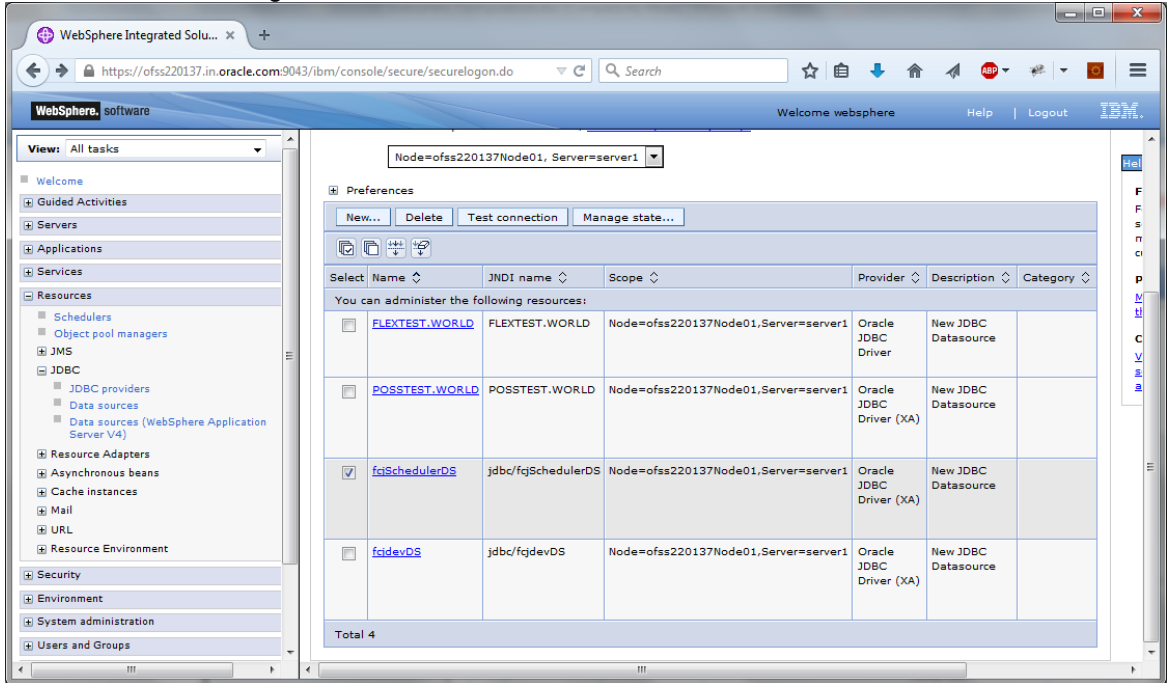 WebSphere Integrated Solu... × +
https://ofss220137.in.oracle.com:9043/ibm/console/secure/securelogon.do
Search
ABP
WebSphere. software
Welcome websphere
Help | Logout
IBM.
View: All tasks
Welcome
Guided Activities
Servers
Applications
Services
Resources
Schedulers
Object pool managers
JMS
JDBC
JDBC providers
Data sources
Data sources (WebSphere Application
Server V4)
Resource Adapters
Asynchronous beans
Cache instances
Mail
URL
Resource Environment
Security
Environment
System administration
Users and Groups
Node=ofss220137Node01, Server=server1
Preferences
New... Delete Test connection Manage state...
Select Name JNDI name Scope Provider Description Category
You can administer the following resources:
FLEXTEST.WORLD FLEXTEST.WORLD Node=ofss220137Node01,Server=server1 Oracle New JDBC
JDBC Datasource
Driver
POSSTEST.WORLD POSSTEST.WORLD Node=ofss220137Node01,Server=server1 Oracle New JDBC
JDBC Datasource
Driver (XA)
fcjSchedulerDS jdbc/fcjSchedulerDS Node=ofss220137Node01,Server=server1 Oracle New JDBC
JDBC Datasource
Driver (XA)
fcjdevDS jdbc/fcjdevDS Node=ofss220137Node01,Server=server1 Oracle New JDBC
JDBC Datasource
Driver (XA)
Total 4
Hel